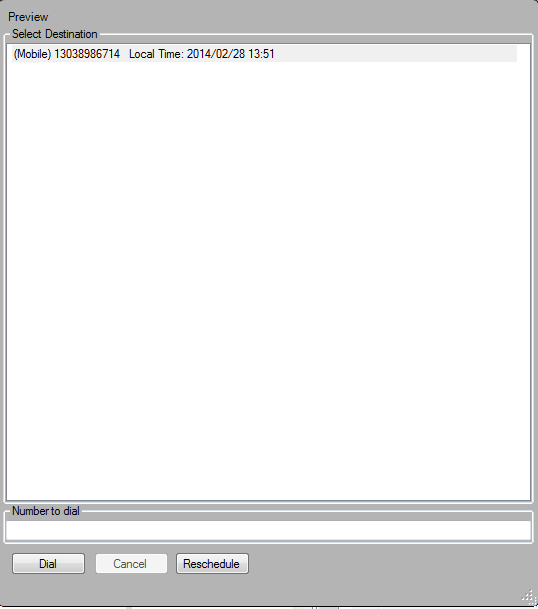 Preview
Select Destination
(Mobile) 13038986714 Local Time: 2014/02/28 13:51
Number to dial
Dial Cancel Reschedule